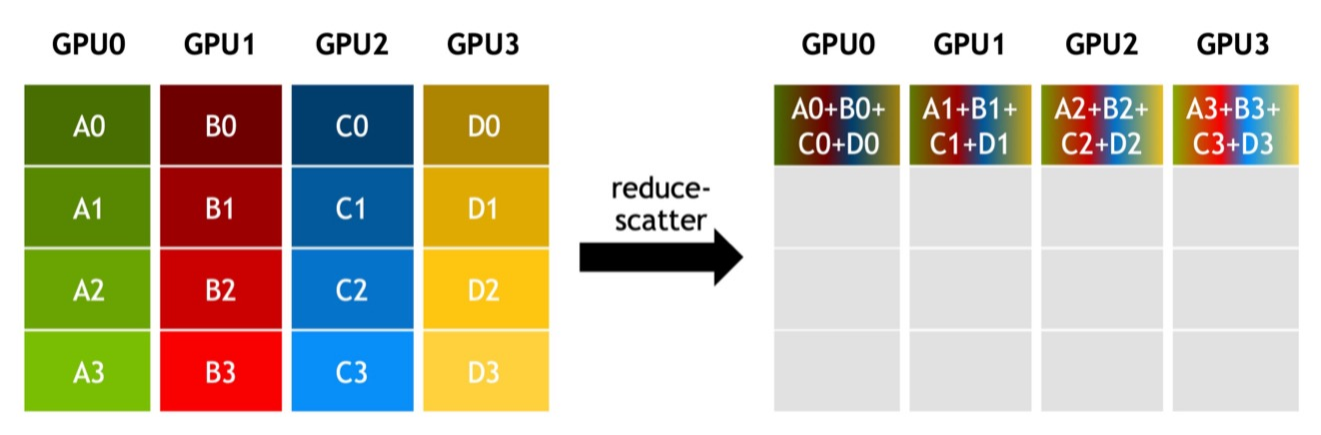 GPU0 GPU1 GPU2 GPU3
A0 B0 C0 D0
A1 B1 C1 D1
A2 B2 C2 D2
A3 B3 C3 D3
reduce-
scatter
GPU0 GPU1 GPU2 GPU3
A0+B0+
C0+D0
A1+B1+
C1+D1
A2+B2+
C2+D2
A3+B3+
C3+D3